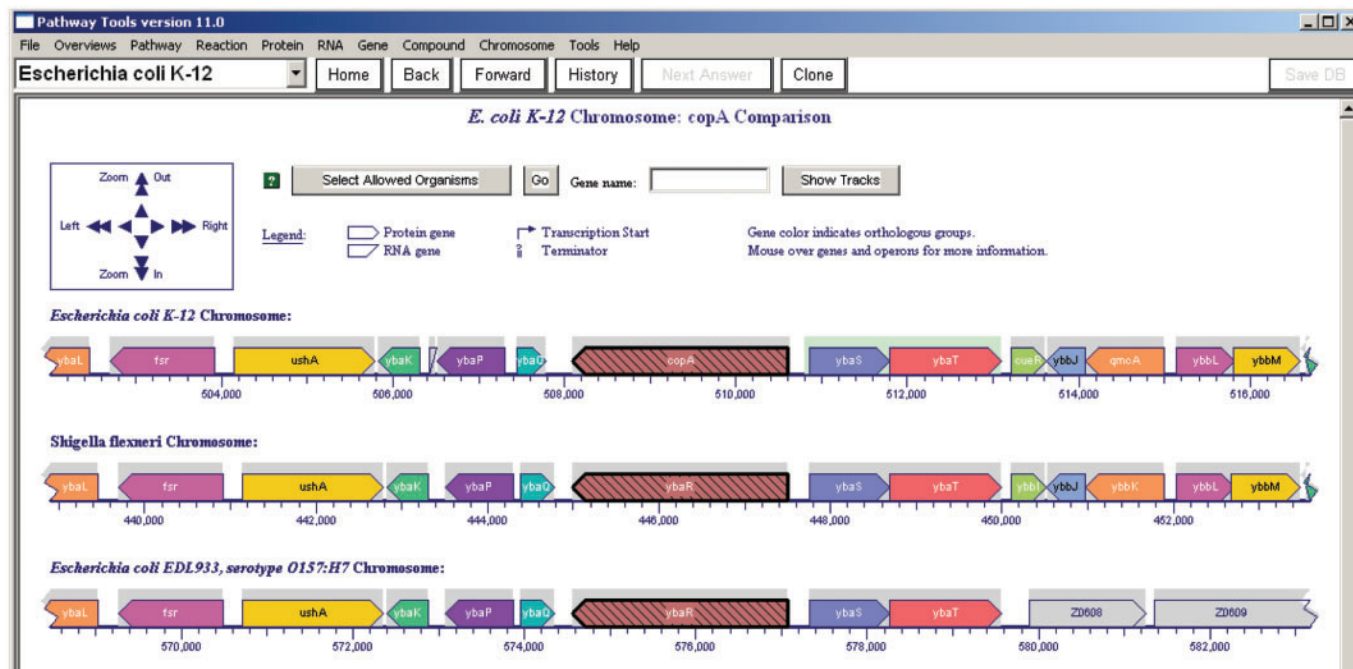 Pathway Tools version 11.0
File Overviews Pathway Reaction Protein RNA Gene Compound Chromosome Tools Help
Escherichia coli K-12 Home Back Forward History Next Answer Clone Save DB
E. coli K-12 Chromosome: copA Comparison
Zoom Out
Left Right
Zoom In
? Select Allowed Organisms Go Gene name: Show Tracks
Legend: Protein gene Transcription Start Gene color indicates orthologous groups.
RNA gene Terminator Mouse over genes and operons for more information.
Escherichia coli K-12 Chromosome:
ybaL fsr ushA ybaK ybaP ybaQ copA ybaS ybaT cueR ybbJ qmcA ybbL ybbM
504,000 506,000 508,000 510,000 512,000 514,000 516,000
Shigella flexneri Chromosome:
ybaL fsr ushA ybaK ybaP ybaQ ybaR ybaS ybaT ybbI ybbJ ybbK ybbL ybbM
440,000 442,000 444,000 446,000 448,000 450,000 452,000
Escherichia coli EDL933, serotype O157:H7 Chromosome:
ybaL fsr ushA ybaK ybaP ybaQ ybaR ybaS ybaT Z0608 Z0609
570,000 572,000 574,000 576,000 578,000 580,000 582,000